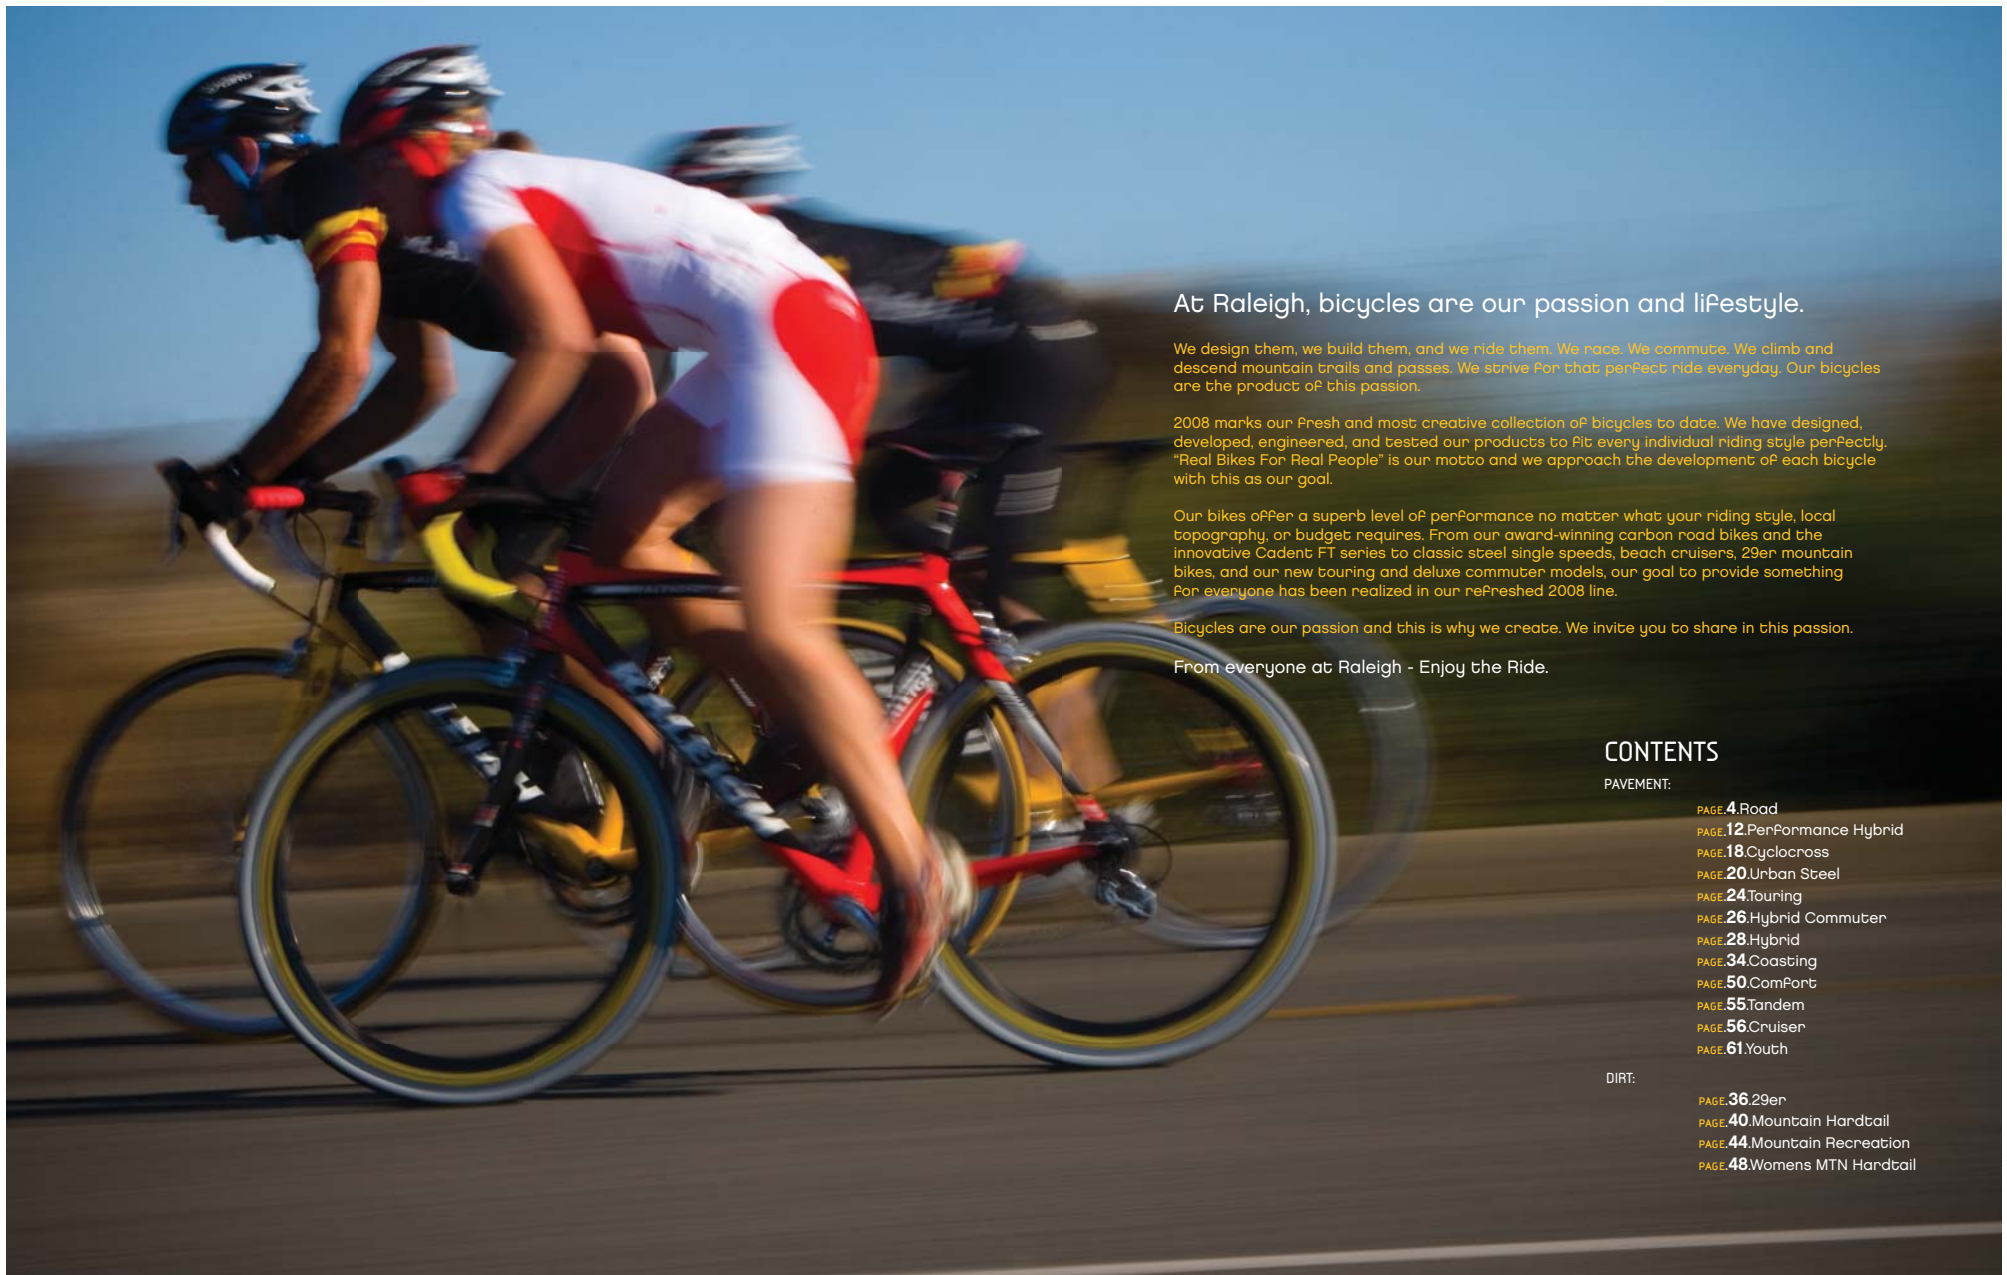 At Raleigh, bicycles are our passion and lifestyle.
We design them, we build them, and we ride them. We race. We commute. We climb and
descend mountain trails and passes. We strive for that perfect ride everyday. Our bicycles
are the product of this passion.
2008 marks our fresh and most creative collection of bicycles to date. We have designed,
developed, engineered, and tested our products to fit every individual riding style perfectly.
“Real Bikes For Real People” is our motto and we approach the development of each bicycle
with this as our goal.
Our bikes offer a superb level of performance no matter what your riding style, local
topography, or budget requires. From our award-winning carbon road bikes and the
innovative Cadent FT series to classic steel single speeds, beach cruisers, 29er mountain
bikes, and our new touring and deluxe commuter models, our goal to provide something
for everyone has been realized in our refreshed 2008 line.
Bicycles are our passion and this is why we create. We invite you to share in this passion.
From everyone at Raleigh - Enjoy the Ride.
CONTENTS
PAVEMENT:
PAGE.4.Road
PAGE.12.Performance Hybrid
PAGE.18.Cyclocross
PAGE.20.Urban Steel
PAGE.24.Touring
PAGE.26.Hybrid Commuter
PAGE.28.Hybrid
PAGE.34.Coasting
PAGE.50.Comfort
PAGE.55.Tandem
PAGE.56.Cruiser
PAGE.61.Youth
DIRT:
PAGE.36.29er
PAGE.40.Mountain Hardtail
PAGE.44.Mountain Recreation
PAGE.48.Womens MTN Hardtail